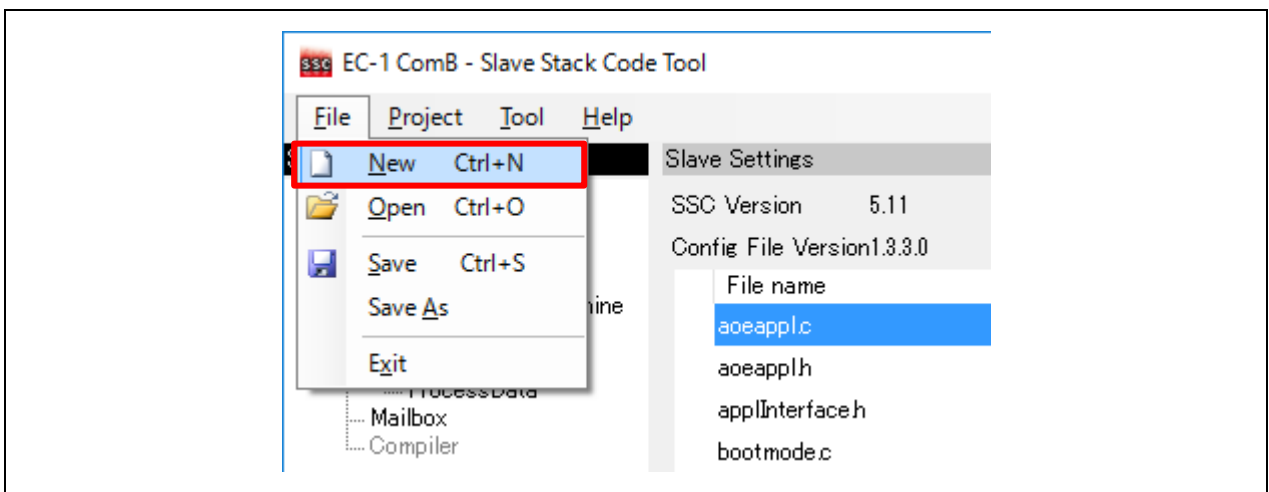 SSC EC-1 ComB - Slave Stack Code Tool
File Project Tool Help
New Ctrl+N
Open Ctrl+O
Save Ctrl+S
Save As
Exit
ProcessData
Mailbox
Compiler
Slave Settings
SSC Version 5.11
Config File Version1.3.3.0
File name
aoeappl.c
aoeappl.h
applInterface.h
bootmode.c